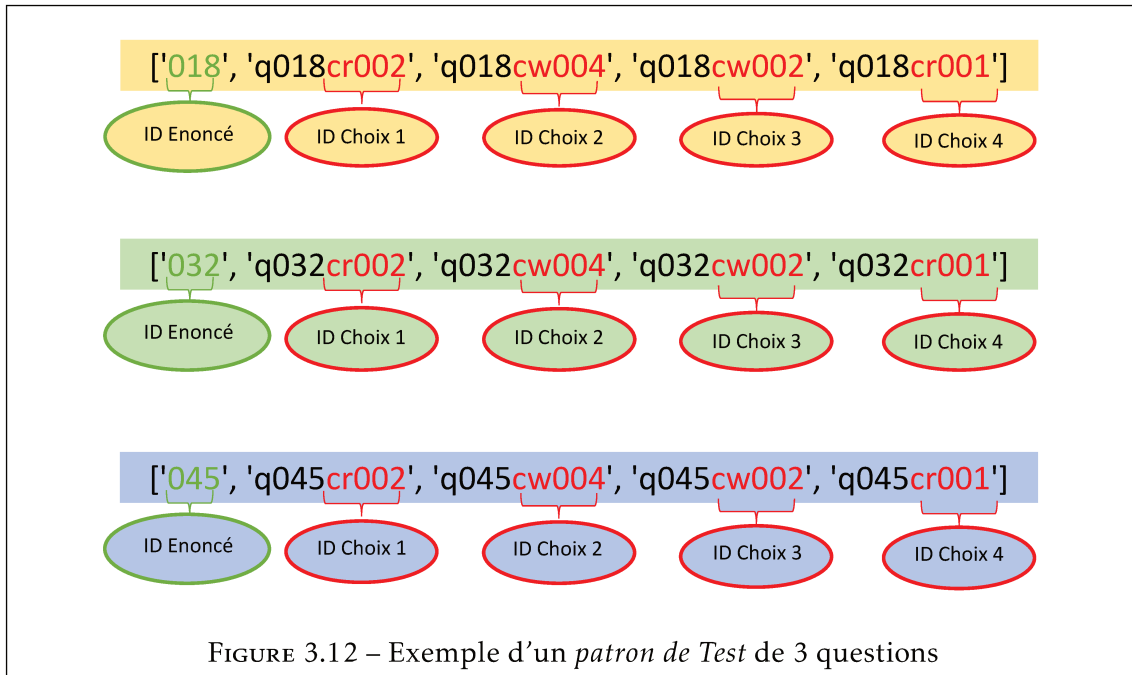 ['018', 'q018cr002', 'q018cw004', 'q018cw002', 'q018cr001']
ID Enoncé ID Choix 1 ID Choix 2 ID Choix 3 ID Choix 4
['032', 'q032cr002', 'q032cw004', 'q032cw002', 'q032cr001']
ID Enoncé ID Choix 1 ID Choix 2 ID Choix 3 ID Choix 4
['045', 'q045cr002', 'q045cw004', 'q045cw002', 'q045cr001']
ID Enoncé ID Choix 1 ID Choix 2 ID Choix 3 ID Choix 4
FIGURE 3.12 – Exemple d’un patron de Test de 3 questions